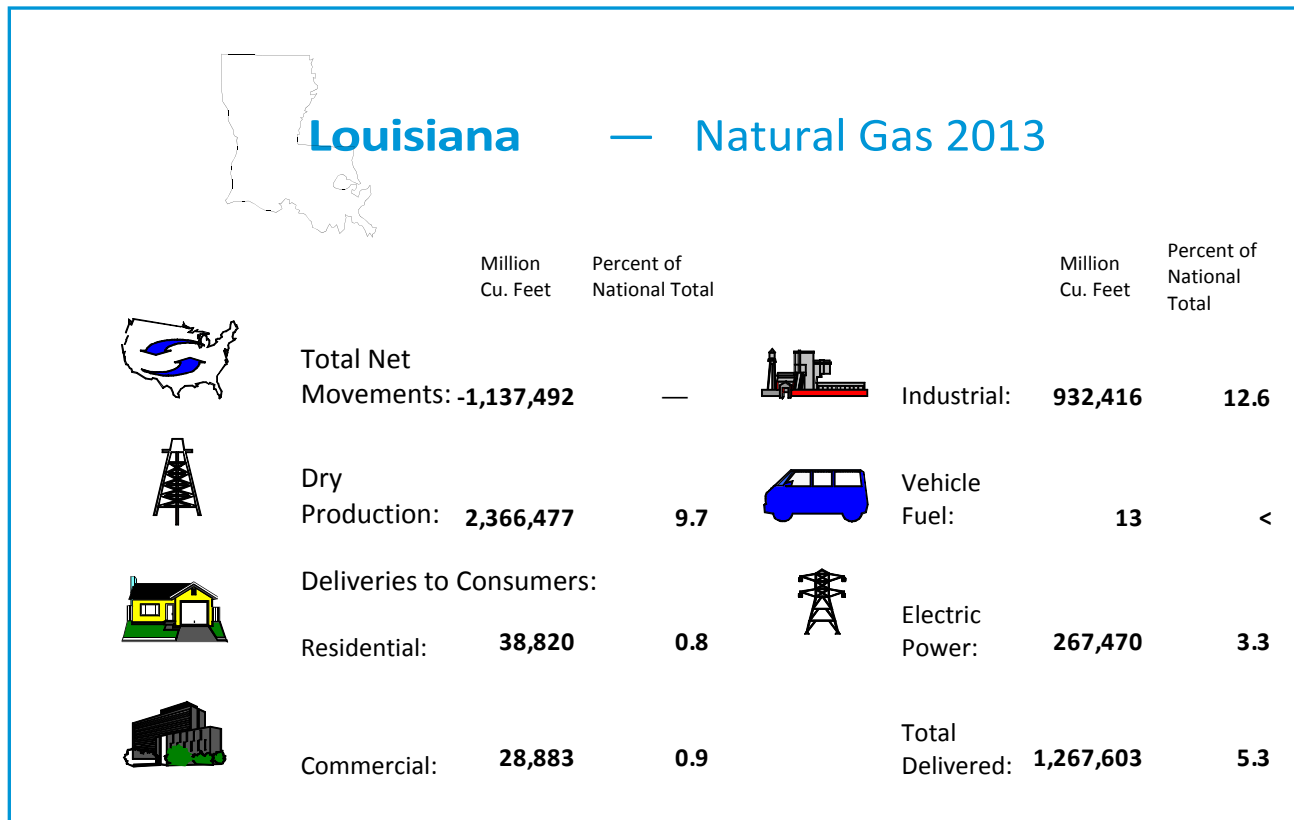 Louisiana — Natural Gas 2013
Million
Cu. Feet
Percent of
National Total
Total Net
Movements: -1,137,492 —
Dry
Production: 2,366,477 9.7
Deliveries to Consumers:
Residential: 38,820 0.8
Commercial: 28,883 0.9
Million
Cu. Feet
Percent of
National
Total
Industrial: 932,416 12.6
Vehicle
Fuel: 13 <
Electric
Power: 267,470 3.3
Total
Delivered: 1,267,603 5.3